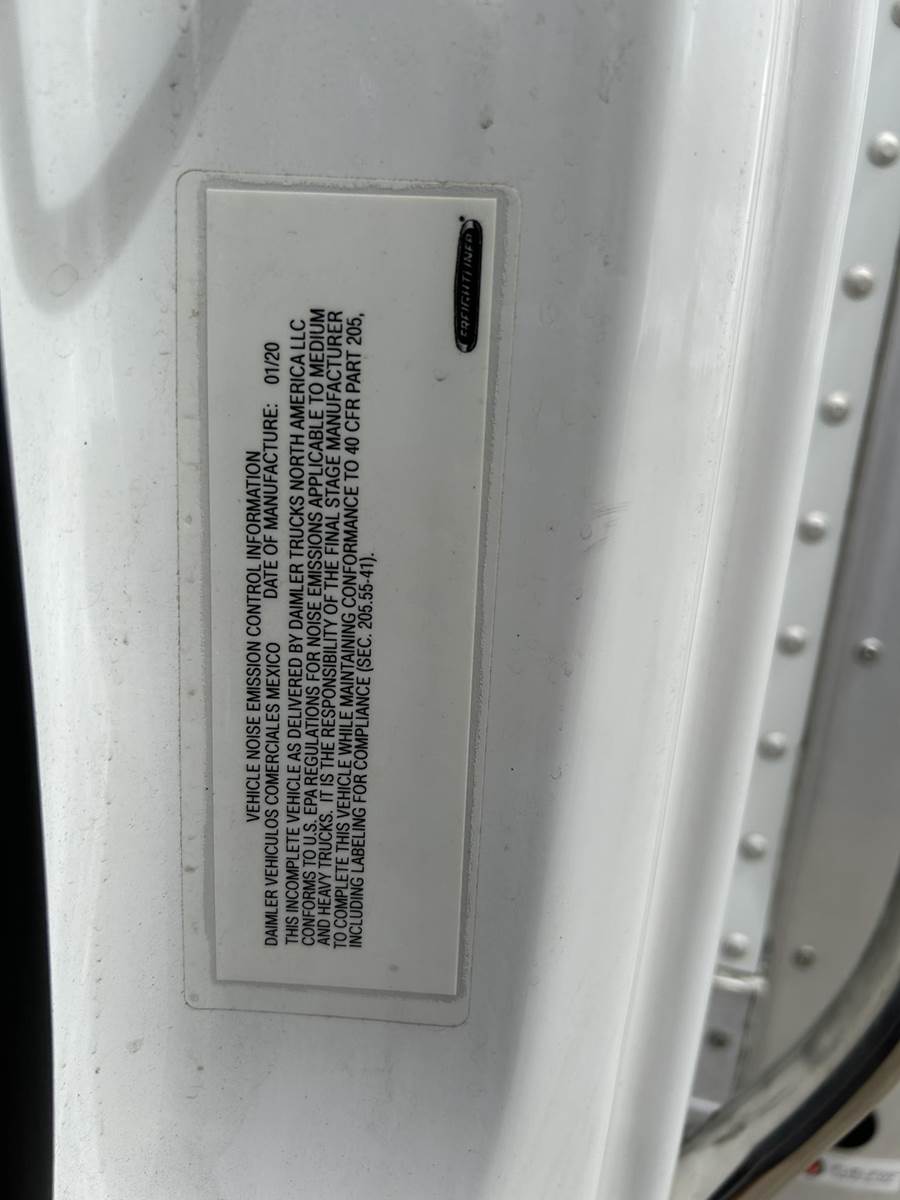 VEHICLE NOISE EMISSION CONTROL INFORMATION
DAIMLER VEHICULOS COMERCIALES MEXICO DATE OF MANUFACTURE: 01/20
THIS INCOMPLETE VEHICLE AS DELIVERED BY DAIMLER TRUCKS NORTH AMERICA LLC
CONFORMS TO U.S. EPA REGULATIONS FOR NOISE EMISSIONS APPLICABLE TO MEDIUM
AND HEAVY TRUCKS. IT IS THE RESPONSIBILITY OF THE FINAL STAGE MANUFACTURER
TO COMPLETE THIS VEHICLE WHILE MAINTAINING CONFORMANCE TO 40 CFR PART 205,
INCLUDING LABELING FOR COMPLIANCE (SEC. 205.55-41).
FREIGHTLINER